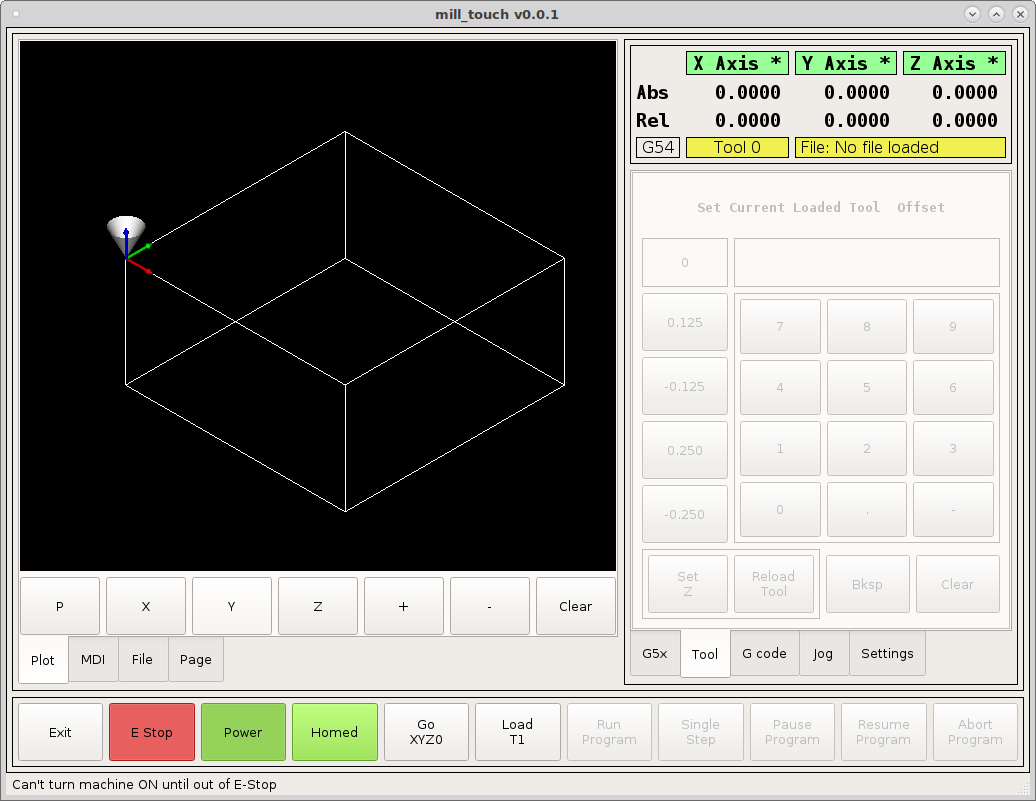 mill_touch v0.0.1
X Axis * Y Axis * Z Axis *
Abs 0.0000 0.0000 0.0000
Rel 0.0000 0.0000 0.0000
G54 Tool 0 File: No file loaded
Set Current Loaded Tool Offset
0
0.125 7 8 9
-0.125 4 5 6
0.250 1 2 3
-0.250 0 . -
Set
Z
Reload
Tool
Bksp
Clear
P X Y Z + - Clear
Plot MDI File Page
G5x Tool G code Jog Settings
Exit
E Stop
Power
Homed
Go
XYZ0
Load
T1
Run
Program
Single
Step
Pause
Program
Resume
Program
Abort
Program
Can't turn machine ON until out of E-Stop